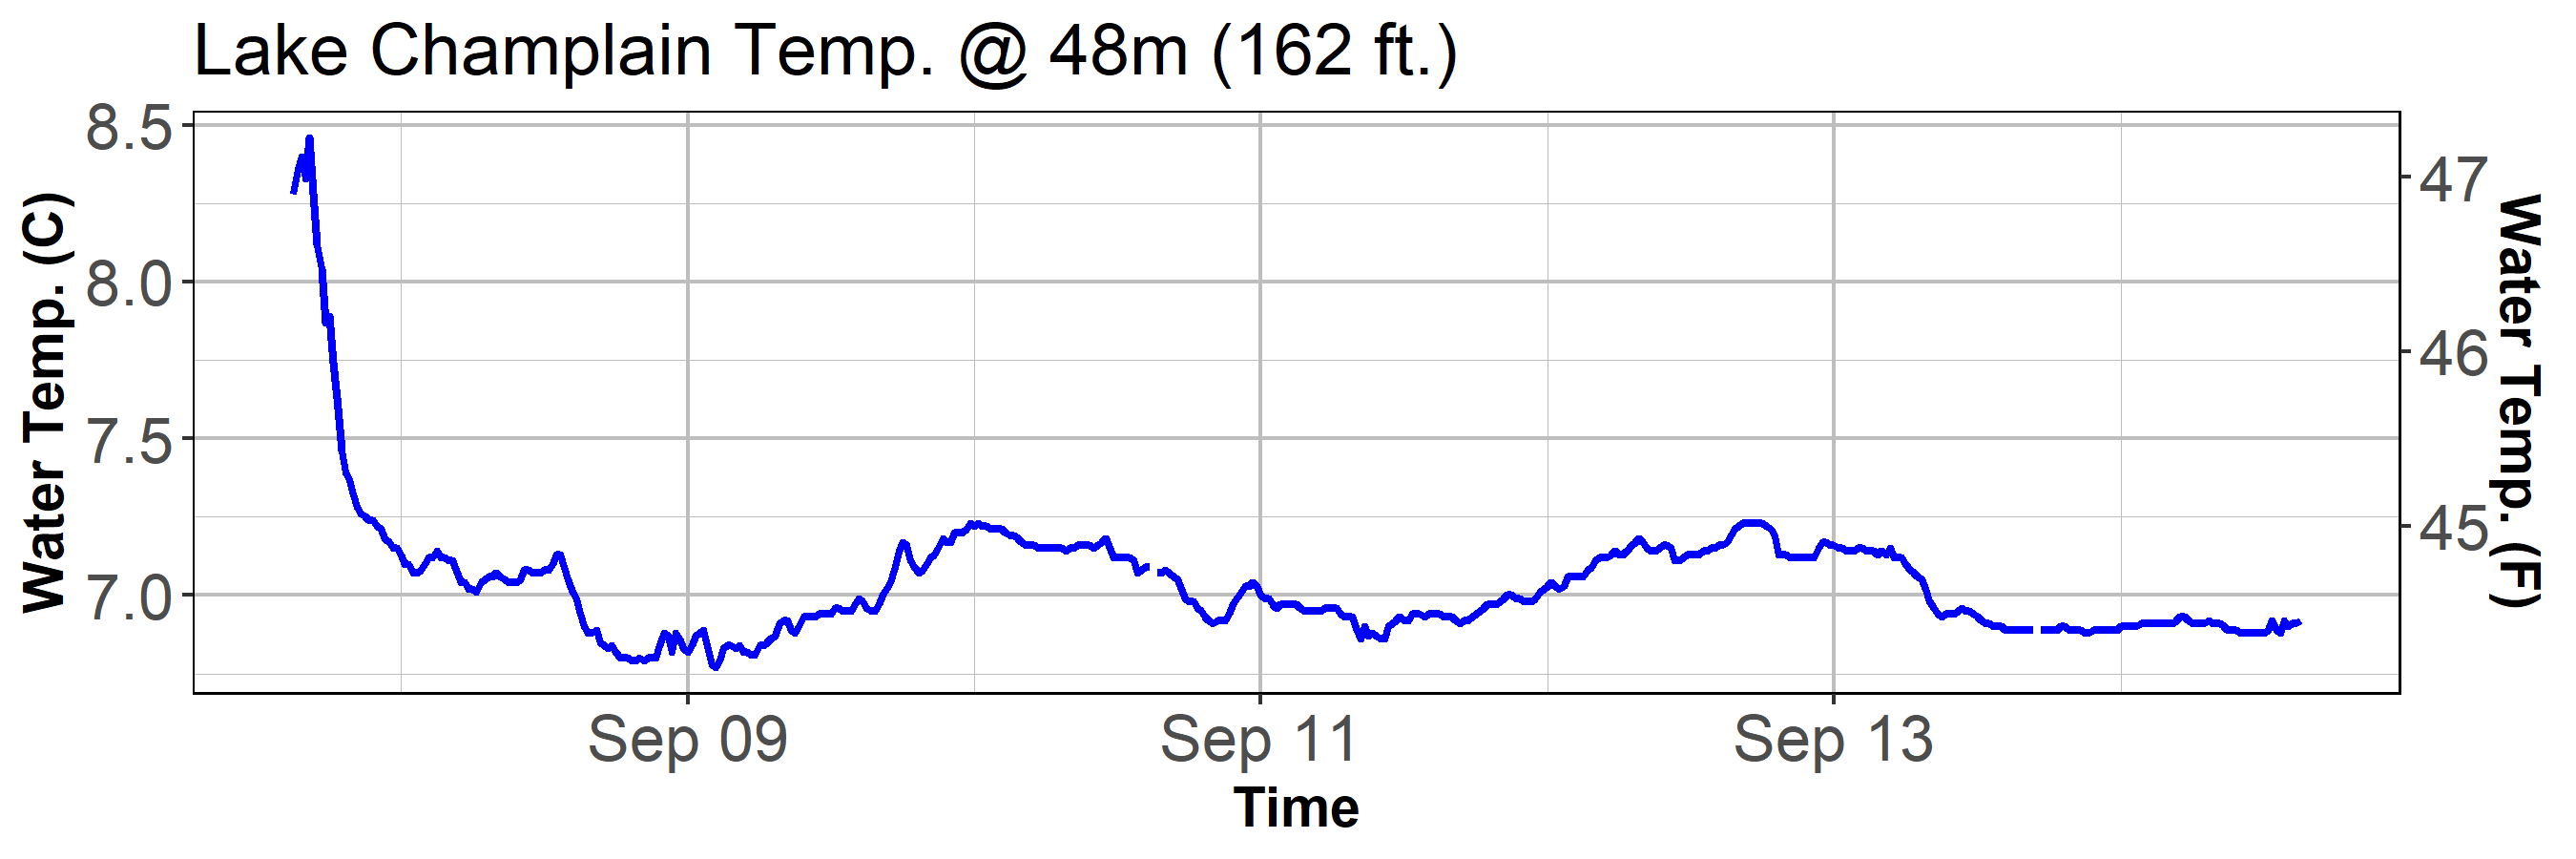 Lake Champlain Temp. @ 48m (162 ft.)
Water Temp. (C)
8.5
8.0
7.5
7.0
47
46
45
Water Temp. (F)
Sep 09
Sep 11
Sep 13
Time